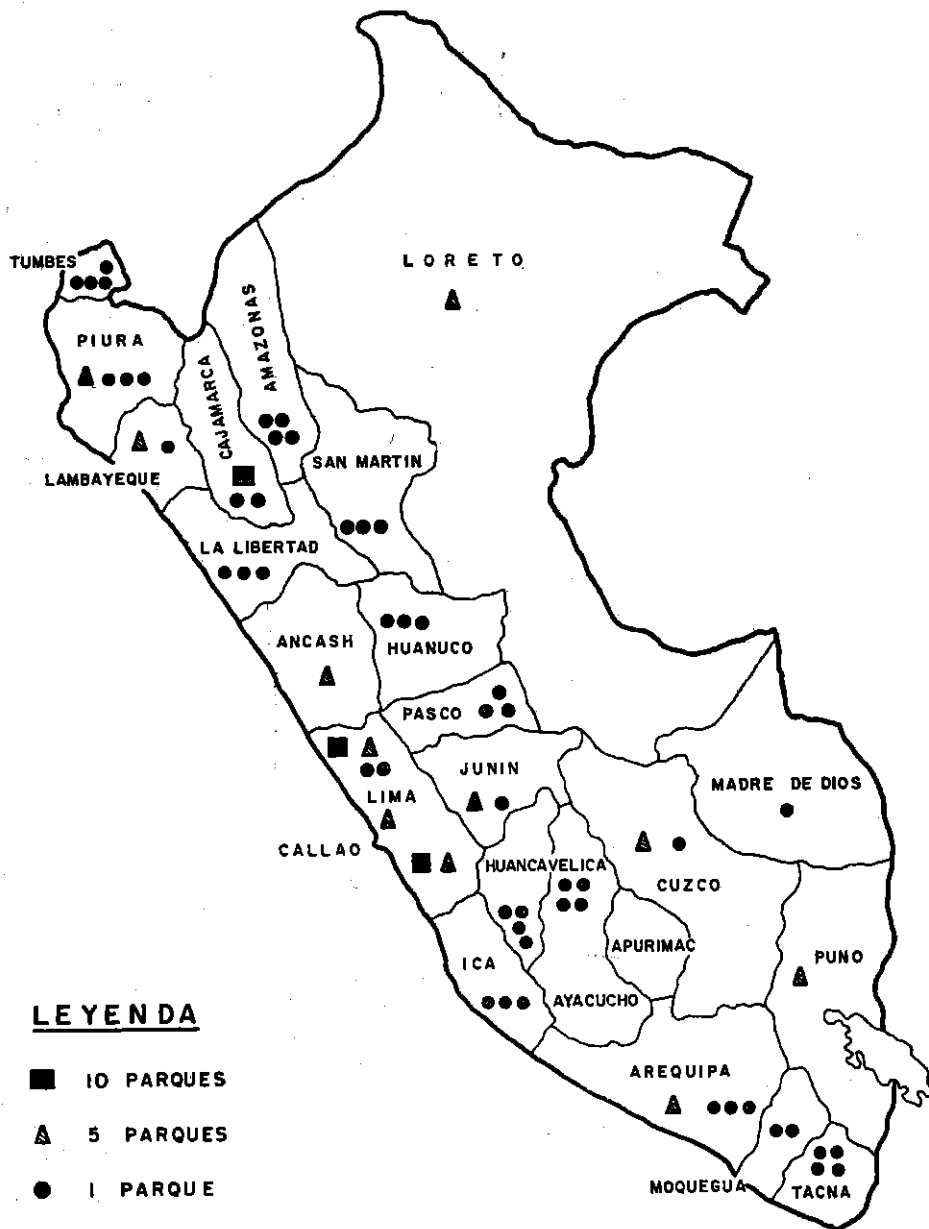 LORETO
TUMBES
PIURA
AMAZONAS
CAJAMARCA
SAN MARTIN
LAMBAYEQUE
LA LIBERTAD
ANCASH
HUANUCO
PASCO
JUNIN
MADRE DE DIOS
LIMA
CALLAO
HUANCAVELICA
CUZCO
APURIMAC
PUNO
ICA
AYACUCHO
LEYENDA
10 PARQUES
AREQUIPA
5 PARQUES
1 PARQUE
MOQUEGUA
TACNA